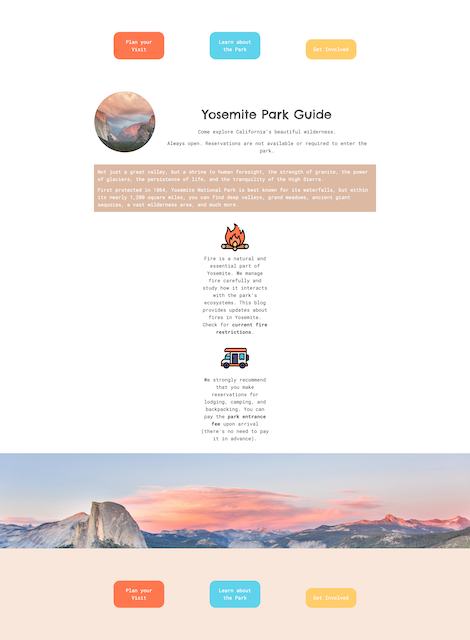 Plan your
Visit
Learn about
the Park
Get Involved
Yosemite Park Guide
Come explore California's beautiful wilderness.
Always open. Reservations are not available or required to enter the
park.
Not just a great valley, but a shrine to human foresight, the strength of granite, the power
of glaciers, the persistence of life, and the tranquility of the High Sierra.
First protected in 1864, Yosemite National Park is best known for its waterfalls, but within
its nearly 1,200 square miles, you can find deep valleys, grand meadows, ancient giant
sequoias, a vast wilderness area, and much more.
Fire is a natural and
essential part of
Yosemite. We manage
fire carefully and
study how it interacts
with the park's
ecosystems. This blog
provides updates about
fires in Yosemite.
Check for current fire
restrictions.
We strongly recommend
that you make
reservations for
lodging, camping, and
backpacking. You can
pay the park entrance
fee upon arrival
(there's no need to pay
it in advance).
Plan your
Visit
Learn about
the Park
Get Involved